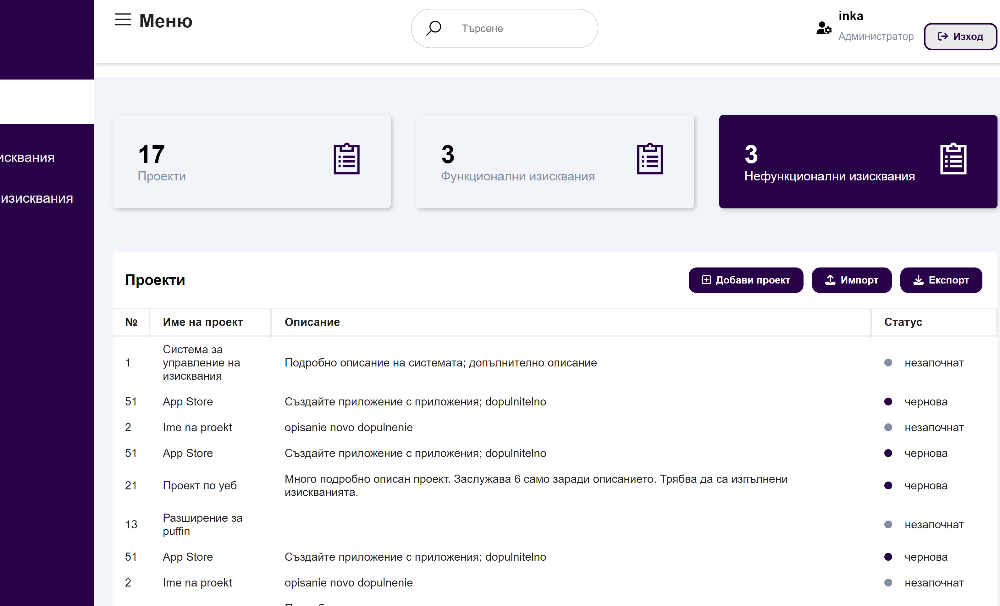 Меню
Търсене
inka
Администратор
Изход
изисквания
17
Проекти
3
Функционални изисквания
3
Нефункционални изисквания
Проекти
Добави проект
Импорт
Експорт
№ Име на проект Описание Статус
1 Система за управление на изисквания Подробно описание на системата; допълнително описание незапочнат
51 App Store Създайте приложение с приложения; dopulnitelno чернова
2 Ime na proekt opisanie novo dopulnenie незапочнат
51 App Store Създайте приложение с приложения; dopulnitelno чернова
21 Проект по уеб Много подробно описан проект. Заслужава 6 само заради описанието. Трябва да са изпълнени изискванията.  чернова
13 Разширение за puffin незапочнат
51 App Store Създайте приложение с приложения; dopulnitelno чернова
2 Ime na proekt opisanie novo dopulnenie незапочнат